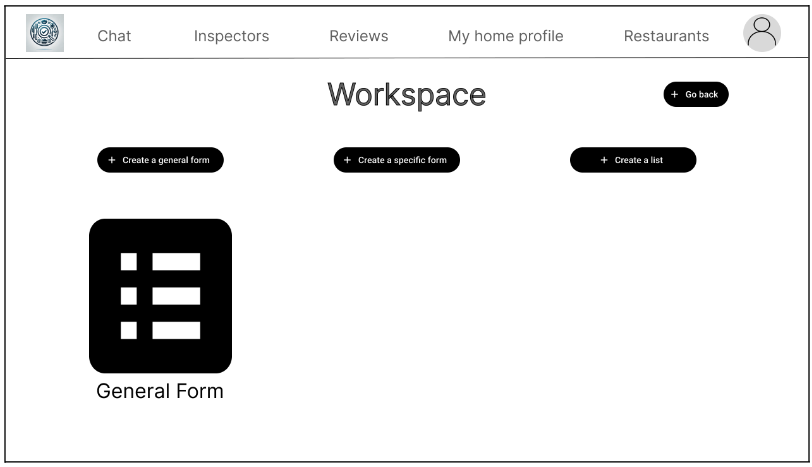 Chat Inspectors Reviews My home profile Restaurants
Workspace
+ Go back
+ Create a general form + Create a specific form + Create a list
General Form